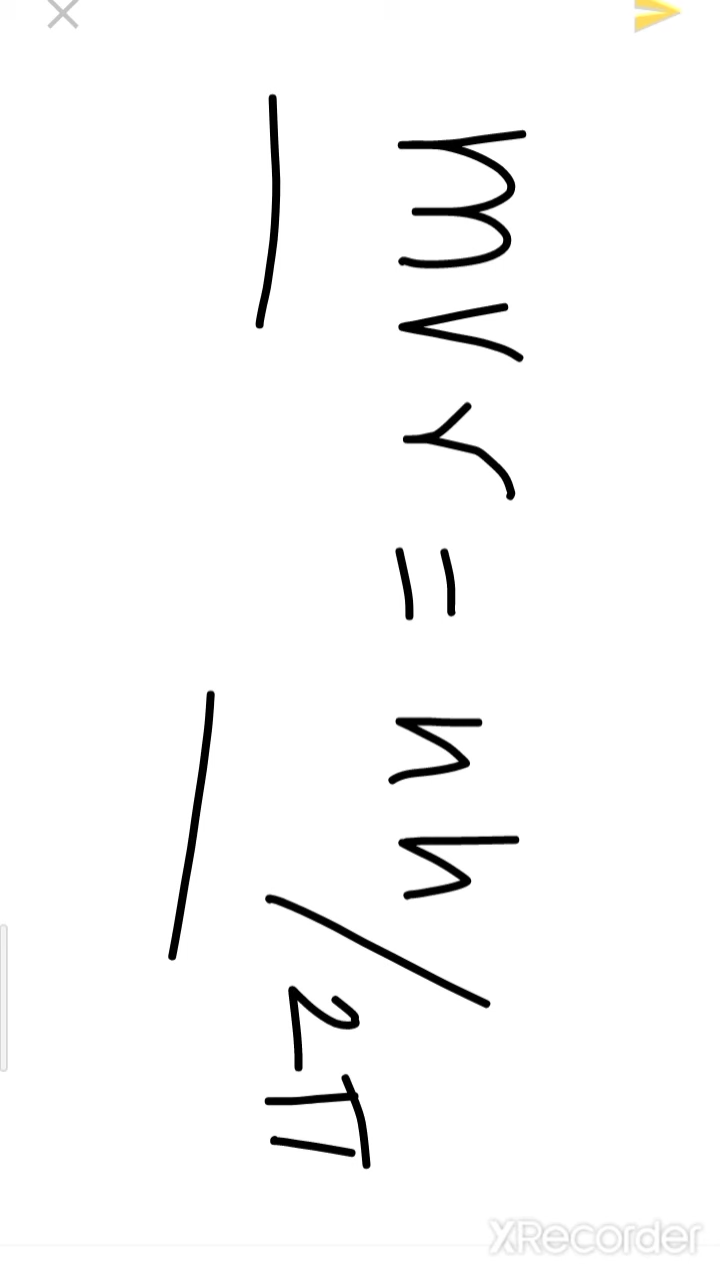 mvr = nh/2π
XRecorder